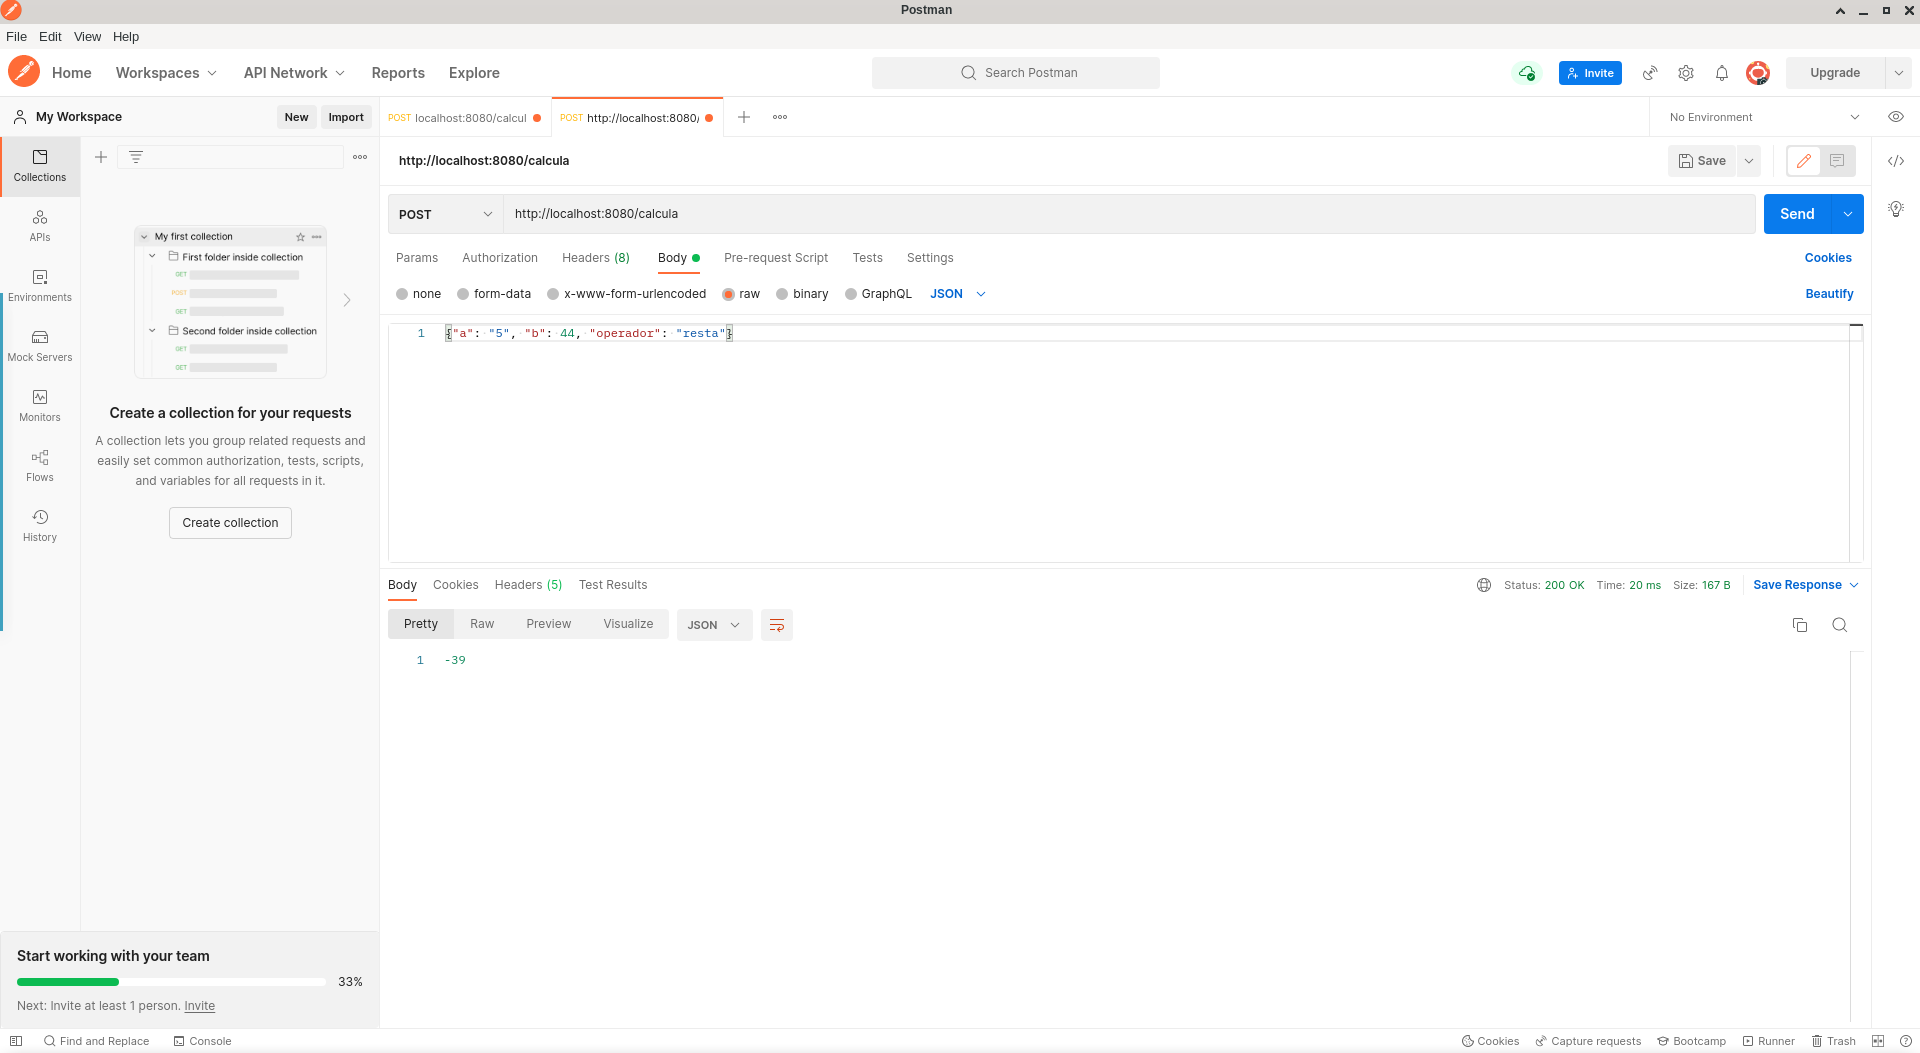 Postman
File Edit View Help
Home Workspaces API Network Reports Explore Search Postman Invite Upgrade
My Workspace New Import POST localhost:8080/calcul POST http://localhost:8080/ No Environment
Collections
APIs
Environments
Mock Servers
Monitors
Flows
History
My first collection
First folder inside collection
GET
POST
GET
Second folder inside collection
GET
GET
Create a collection for your requests
A collection lets you group related requests and
easily set common authorization, tests, scripts,
and variables for all requests in it.
Create collection
http://localhost:8080/calcula Save
POST http://localhost:8080/calcula Send
Params Authorization Headers (8) Body Pre-request Script Tests Settings Cookies
none form-data x-www-form-urlencoded raw binary GraphQL JSON Beautify
1 {"a": "5", "b": 44, "operador": "resta"}
Body Cookies Headers (5) Test Results Status: 200 OK Time: 20 ms Size: 167 B Save Response
Pretty Raw Preview Visualize JSON
1 -39
Start working with your team
33%
Next: Invite at least 1 person. Invite
Find and Replace Console Cookies Capture requests Bootcamp Runner Trash